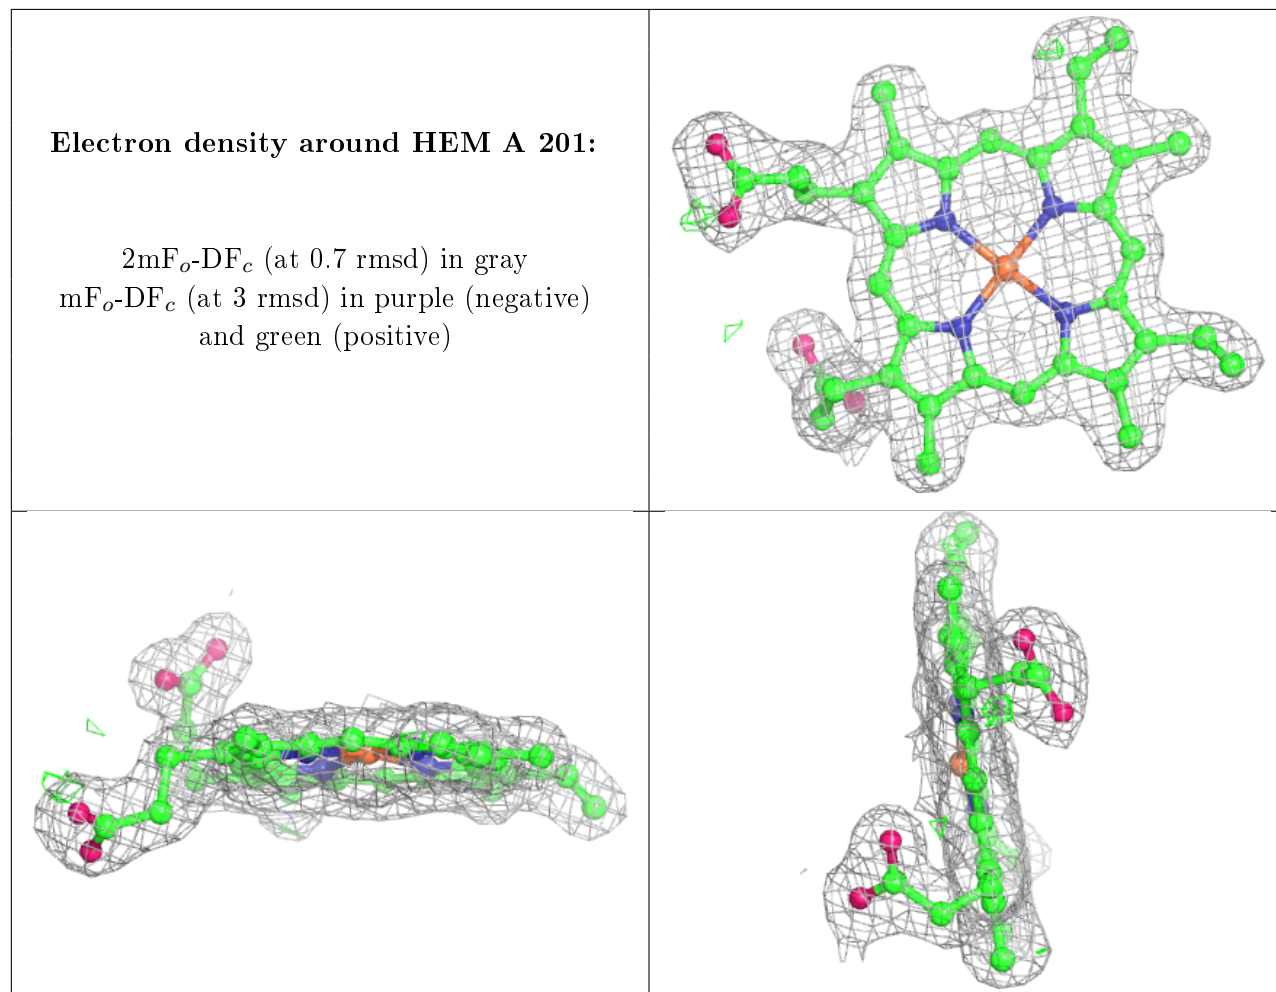 Electron density around HEM A 201:
2mFₒ-DF𝒸 (at 0.7 rmsd) in gray
mFₒ-DF𝒸 (at 3 rmsd) in purple (negative)
and green (positive)